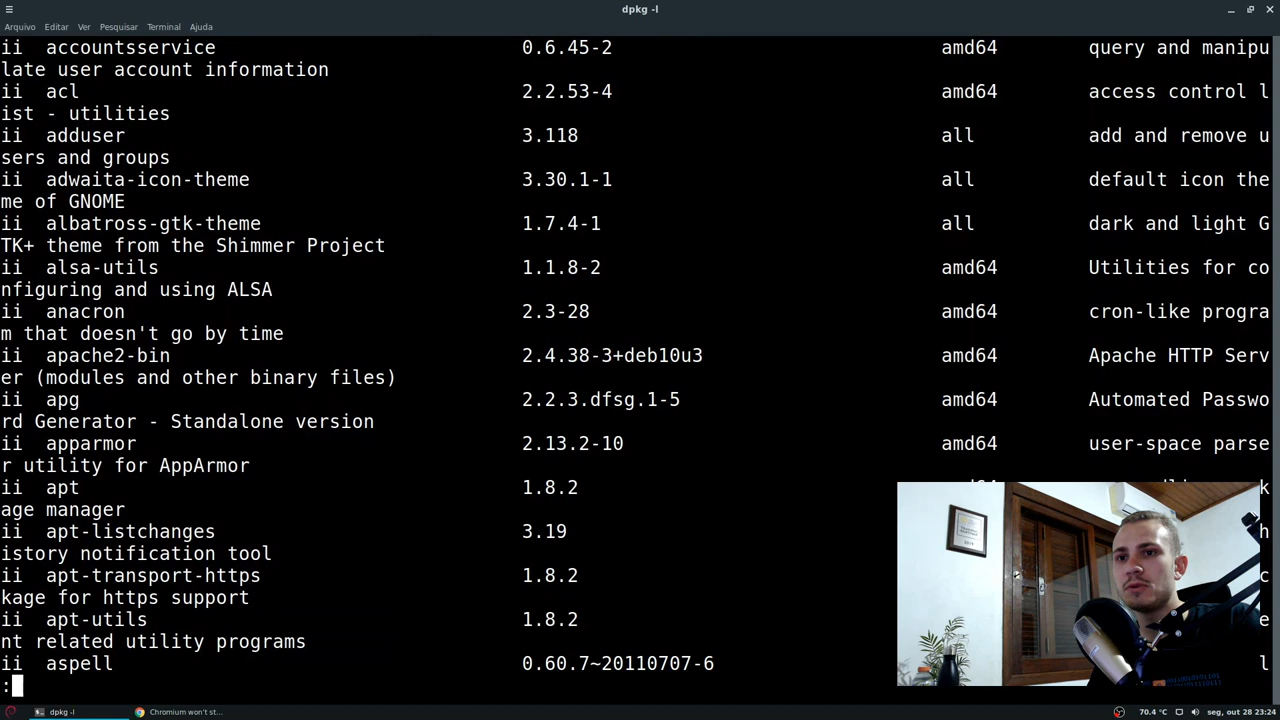 dpkg -l
Arquivo Editar Ver Pesquisar Terminal Ajuda
ii accountsservice 0.6.45-2 amd64 query and manipu
late user account information
ii acl 2.2.53-4 amd64 access control l
ist - utilities
ii adduser 3.118 all add and remove u
sers and groups
ii adwaita-icon-theme 3.30.1-1 all default icon the
me of GNOME
ii albatross-gtk-theme 1.7.4-1 all dark and light G
TK+ theme from the Shimmer Project
ii alsa-utils 1.1.8-2 amd64 Utilities for co
nfiguring and using ALSA
ii anacron 2.3-28 amd64 cron-like progra
m that doesn't go by time
ii apache2-bin 2.4.38-3+deb10u3 amd64 Apache HTTP Serv
er (modules and other binary files)
ii apg 2.2.3.dfsg.1-5 amd64 Automated Passwo
rd Generator - Standalone version
ii apparmor 2.13.2-10 amd64 user-space parse
r utility for AppArmor
ii apt 1.8.2 k
age manager
ii apt-listchanges 3.19 h
istory notification tool
ii apt-transport-https 1.8.2 c
kage for https support
ii apt-utils 1.8.2 e
nt related utility programs
ii aspell 0.60.7~20110707-6 l
:
dpkg -l Chromium won't st... 70.4 °C seg, out 28 23:24